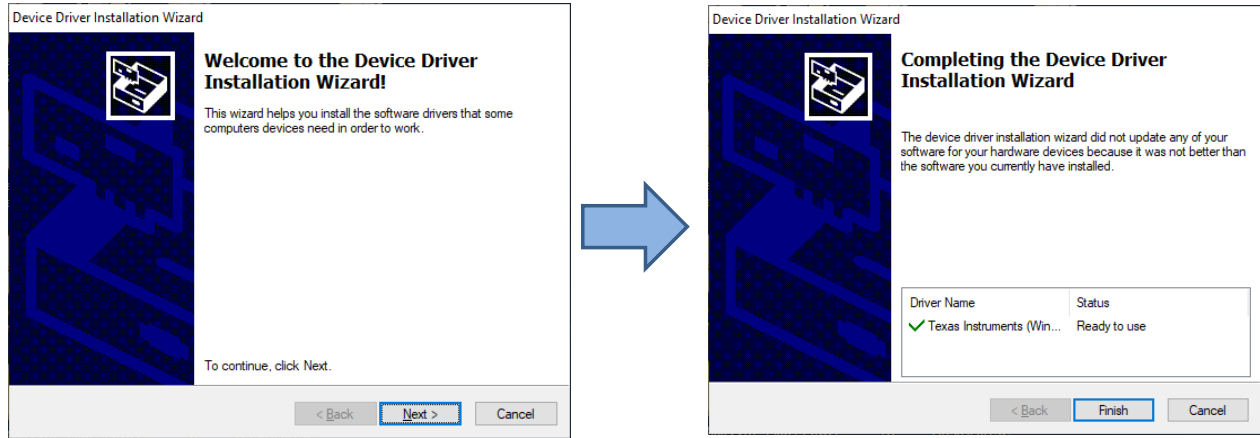 Device Driver Installation Wizard
Welcome to the Device Driver
Installation Wizard!
This wizard helps you install the software drivers that some
computers devices need in order to work.
To continue, click Next.
< Back
Next >
Cancel
Device Driver Installation Wizard
Completing the Device Driver
Installation Wizard
The device driver installation wizard did not update any of your
software for your hardware devices because it was not better than
the software you currently have installed.
Driver Name Status
Texas Instruments (Win... Ready to use
< Back
Finish
Cancel